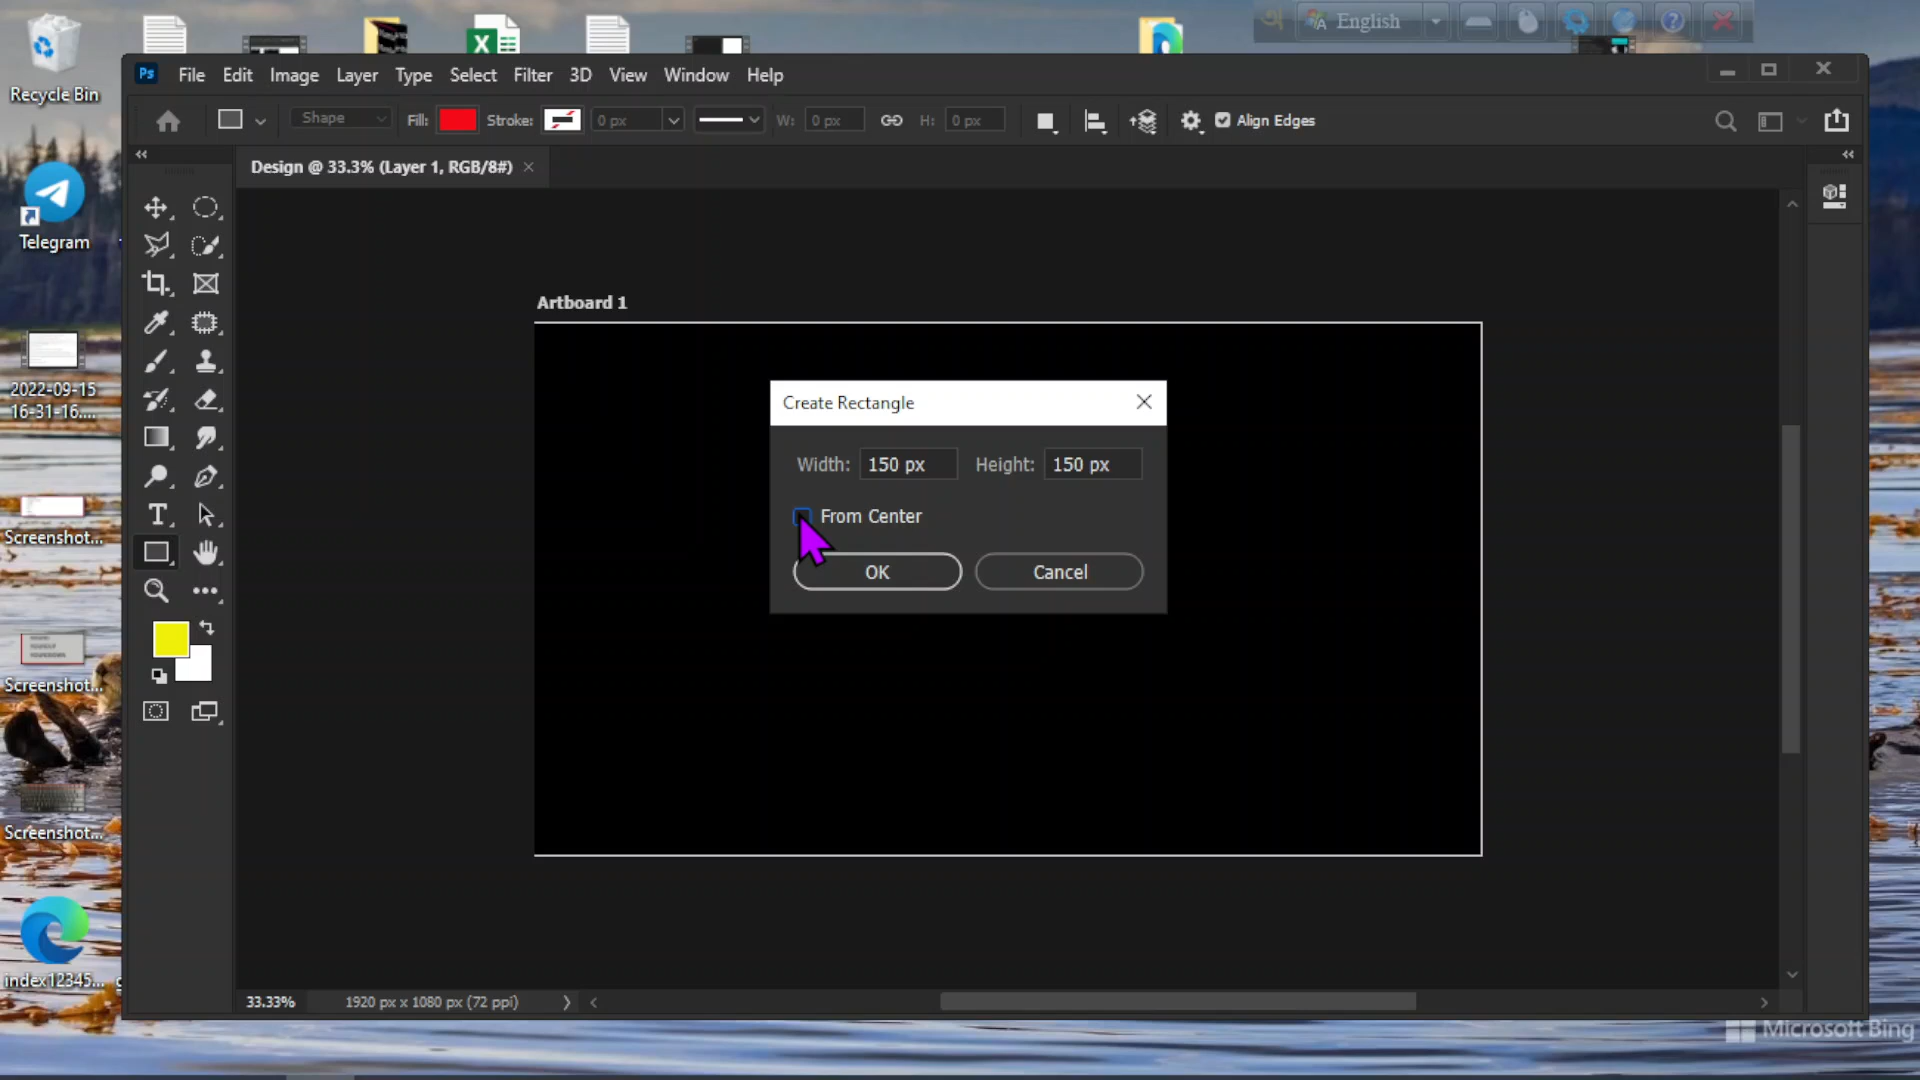 English
Recycle Bin
Ps File Edit Image Layer Type Select Filter 3D View Window Help
Shape Fill: Stroke: 0 px W: 0 px H: 0 px Align Edges
Design @ 33.3% (Layer 1, RGB/8#)
Telegram
Artboard 1
2022-09-15
16-31-16....
Create Rectangle
Width: 150 px Height: 150 px
From Center
OK Cancel
Screenshot...
Screenshot...
Screenshot...
index12345...
33.33% 1920 px x 1080 px (72 ppi)
Microsoft Bing